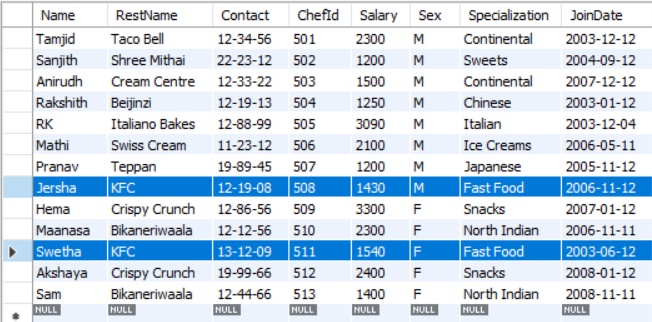 Name RestName Contact ChefId Salary Sex Specialization JoinDate
Tamjid Taco Bell 12-34-56 501 2300 M Continental 2003-12-12
Sanjith Shree Mithai 22-23-12 502 1200 M Sweets 2004-09-12
Anirudh Cream Centre 12-33-22 503 1500 M Continental 2007-12-12
Rakshith Beijinzi 12-19-13 504 1250 M Chinese 2003-01-12
RK Italiano Bakes 12-88-99 505 3090 M Italian 2003-12-04
Mathi Swiss Cream 11-23-12 506 2100 M Ice Creams 2006-05-11
Pranav Teppan 19-89-45 507 1200 M Japanese 2005-11-12
Jersha KFC 12-19-08 508 1430 M Fast Food 2006-11-12
Hema Crispy Crunch 12-86-56 509 3300 F Snacks 2007-01-12
Maanasa Bikaneriwaala 12-12-56 510 2300 F North Indian 2006-11-11
Swetha KFC 13-12-09 511 1540 F Fast Food 2003-06-12
Akshaya Crispy Crunch 19-99-66 512 2400 F Snacks 2008-01-12
Sam Bikaneriwaala 12-44-66 513 1400 F North Indian 2008-11-11
NULL NULL NULL NULL NULL NULL NULL NULL